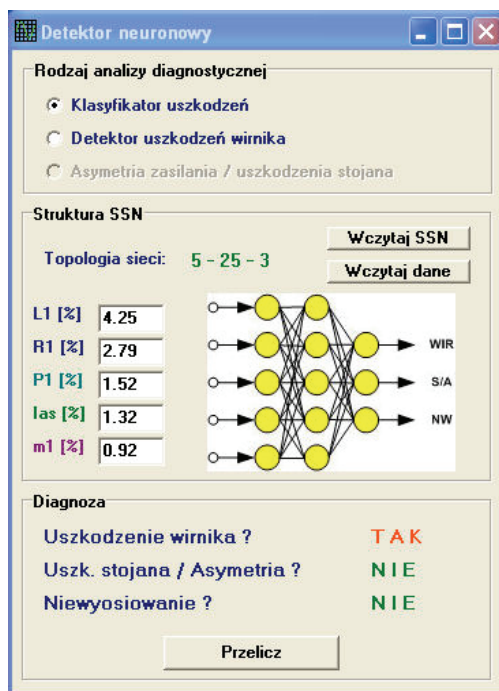 Detektor neuronowy
Rodzaj analizy diagnostycznej
Klasyfikator uszkodzeń
Detektor uszkodzeń wirnika
Asymetria zasilania / uszkodzenia stojana
Struktura SSN
Topologia sieci: 5 - 25 - 3
Wczytaj SSN
Wczytaj dane
L1 [%] 4.25
R1 [%] 2.79
P1 [%] 1.52
Ias [%] 1.32
m1 [%] 0.92
WIR
S/A
NW
Diagnoza
Uszkodzenie wirnika ? TAK
Uszk. stojana / Asymetria ? NIE
Niewyosiowanie ? NIE
Przelicz